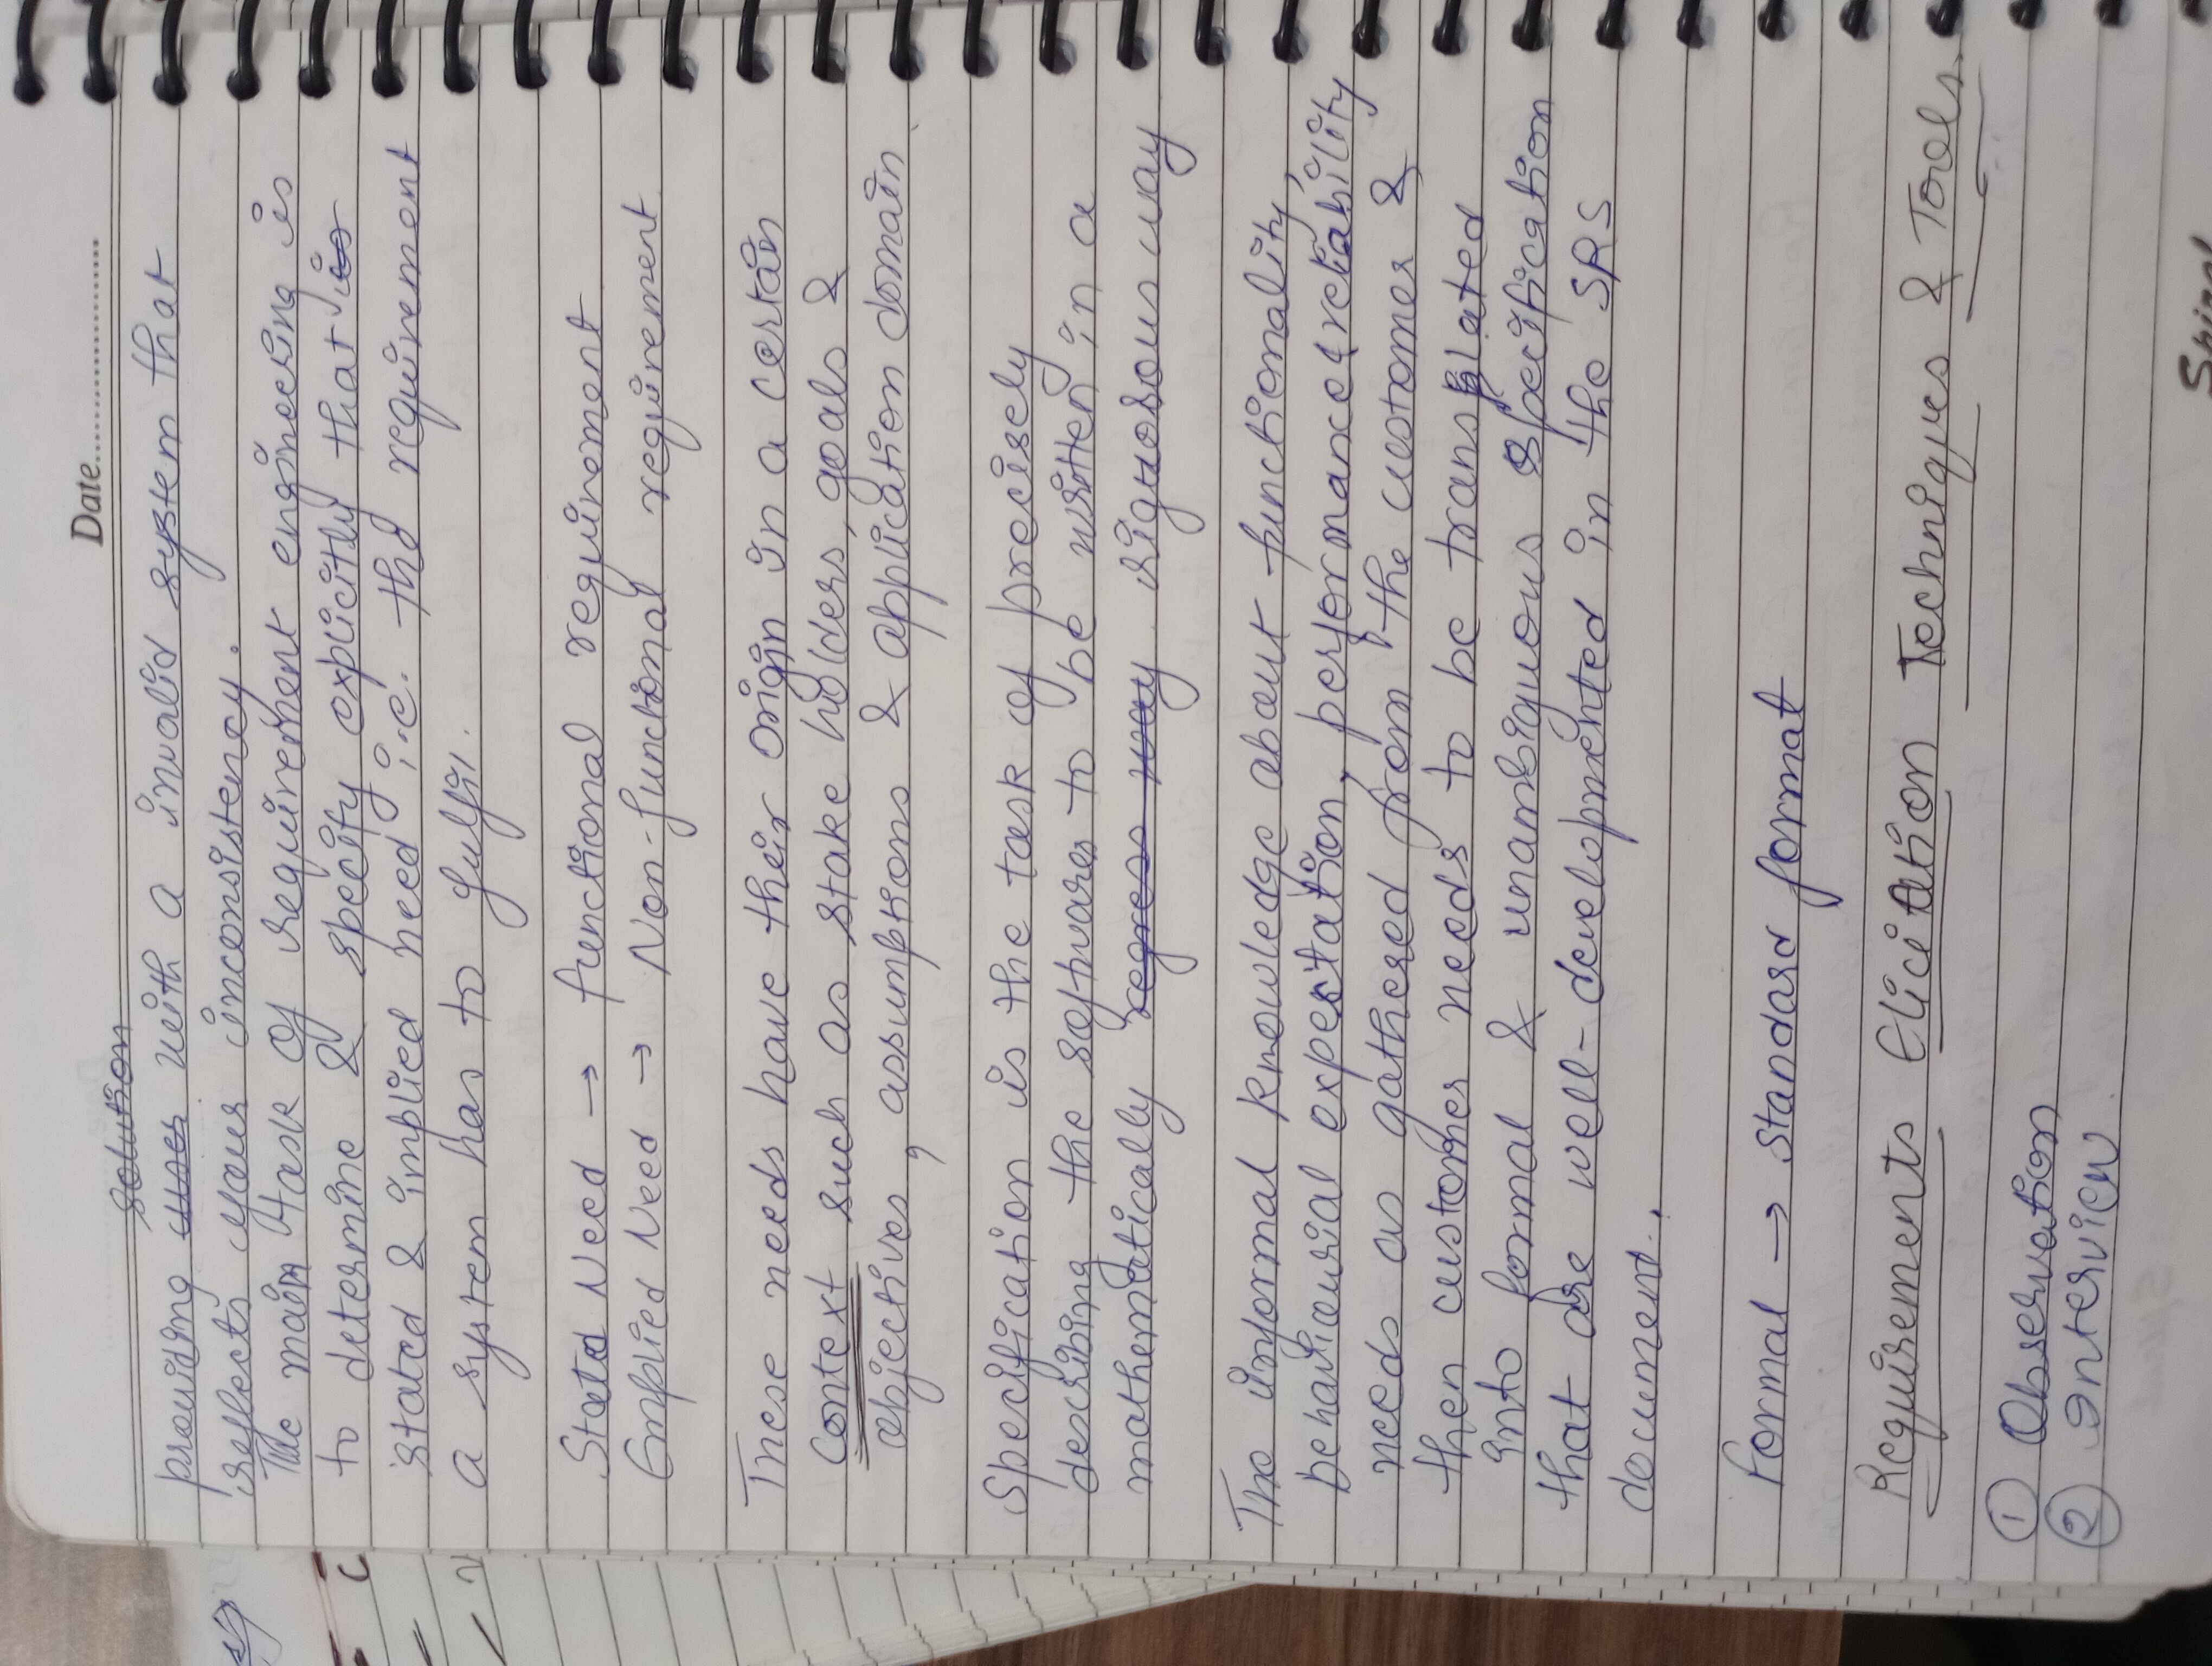 Date
solution
providing user with a invalid system that
reflects your inconsistency.
The main task of requirement engineering is
to determine & specify explicitly that is
stated & implied need i.e. the requirement
a system has to fulfil.
Stated Need → functional requirement
Implied Need → Non-functional requirement
These needs have their origin in a certain
context such as stake holders, goals &
objectives, assumptions & application domain
Specification is the task of precisely
describing the software to be written in a
mathematically way rigorous way
The informal knowledge about functionality
behavioural expectation, performance,
needs as gathered from the customer &
then customer needs to be translated
into formal & unambiguous specification
that are well-developmented in the SRS
document.
formal → standard format
Requirements Elicitation Techniques & Tools.
① Observation
② Interview
Spiral